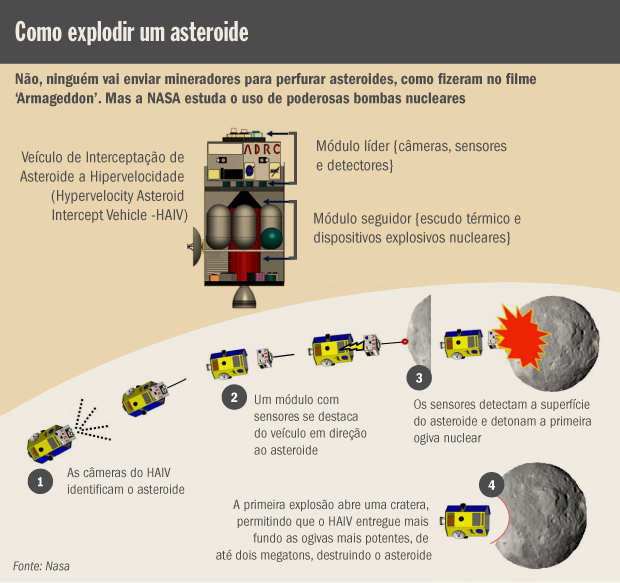 Como explodir um asteroide
Não, ninguém vai enviar mineradores para perfurar asteroides, como fizeram no filme
‘Armageddon’. Mas a NASA estuda o uso de poderosas bombas nucleares
Veículo de Interceptação de
Asteroide a Hipervelocidade
(Hypervelocity Asteroid
Intercept Vehicle -HAIV)
ADRC
Módulo líder {câmeras, sensores
e detectores}
Módulo seguidor {escudo térmico e
dispositivos explosivos nucleares}
1
As câmeras do HAIV
identificam o asteroide
2
Um módulo com
sensores se destaca
do veículo em direção
ao asteroide
3
Os sensores detectam a superfície
do asteroide e detonam a primeira
ogiva nuclear
4
A primeira explosão abre uma cratera,
permitindo que o HAIV entregue mais
fundo as ogivas mais potentes, de
até dois megatons, destruindo o asteroide
Fonte: Nasa